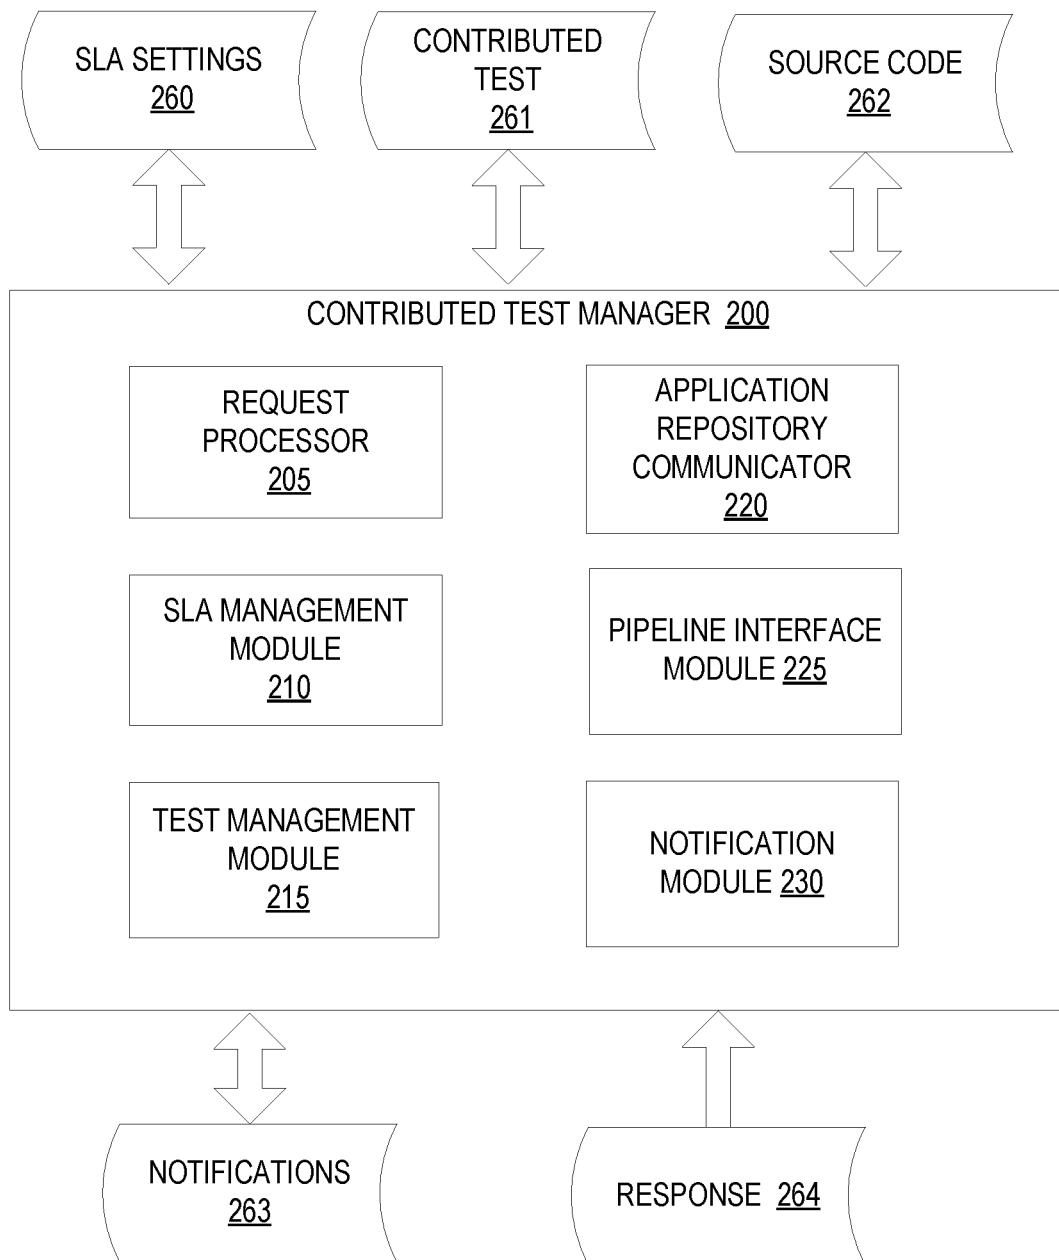 SLA SETTINGS
260
CONTRIBUTED
TEST
261
SOURCE CODE
262
CONTRIBUTED TEST MANAGER 200
REQUEST
PROCESSOR
205
APPLICATION
REPOSITORY
COMMUNICATOR
220
SLA MANAGEMENT
MODULE
210
PIPELINE INTERFACE
MODULE 225
TEST MANAGEMENT
MODULE
215
NOTIFICATION
MODULE 230
NOTIFICATIONS
263
RESPONSE 264